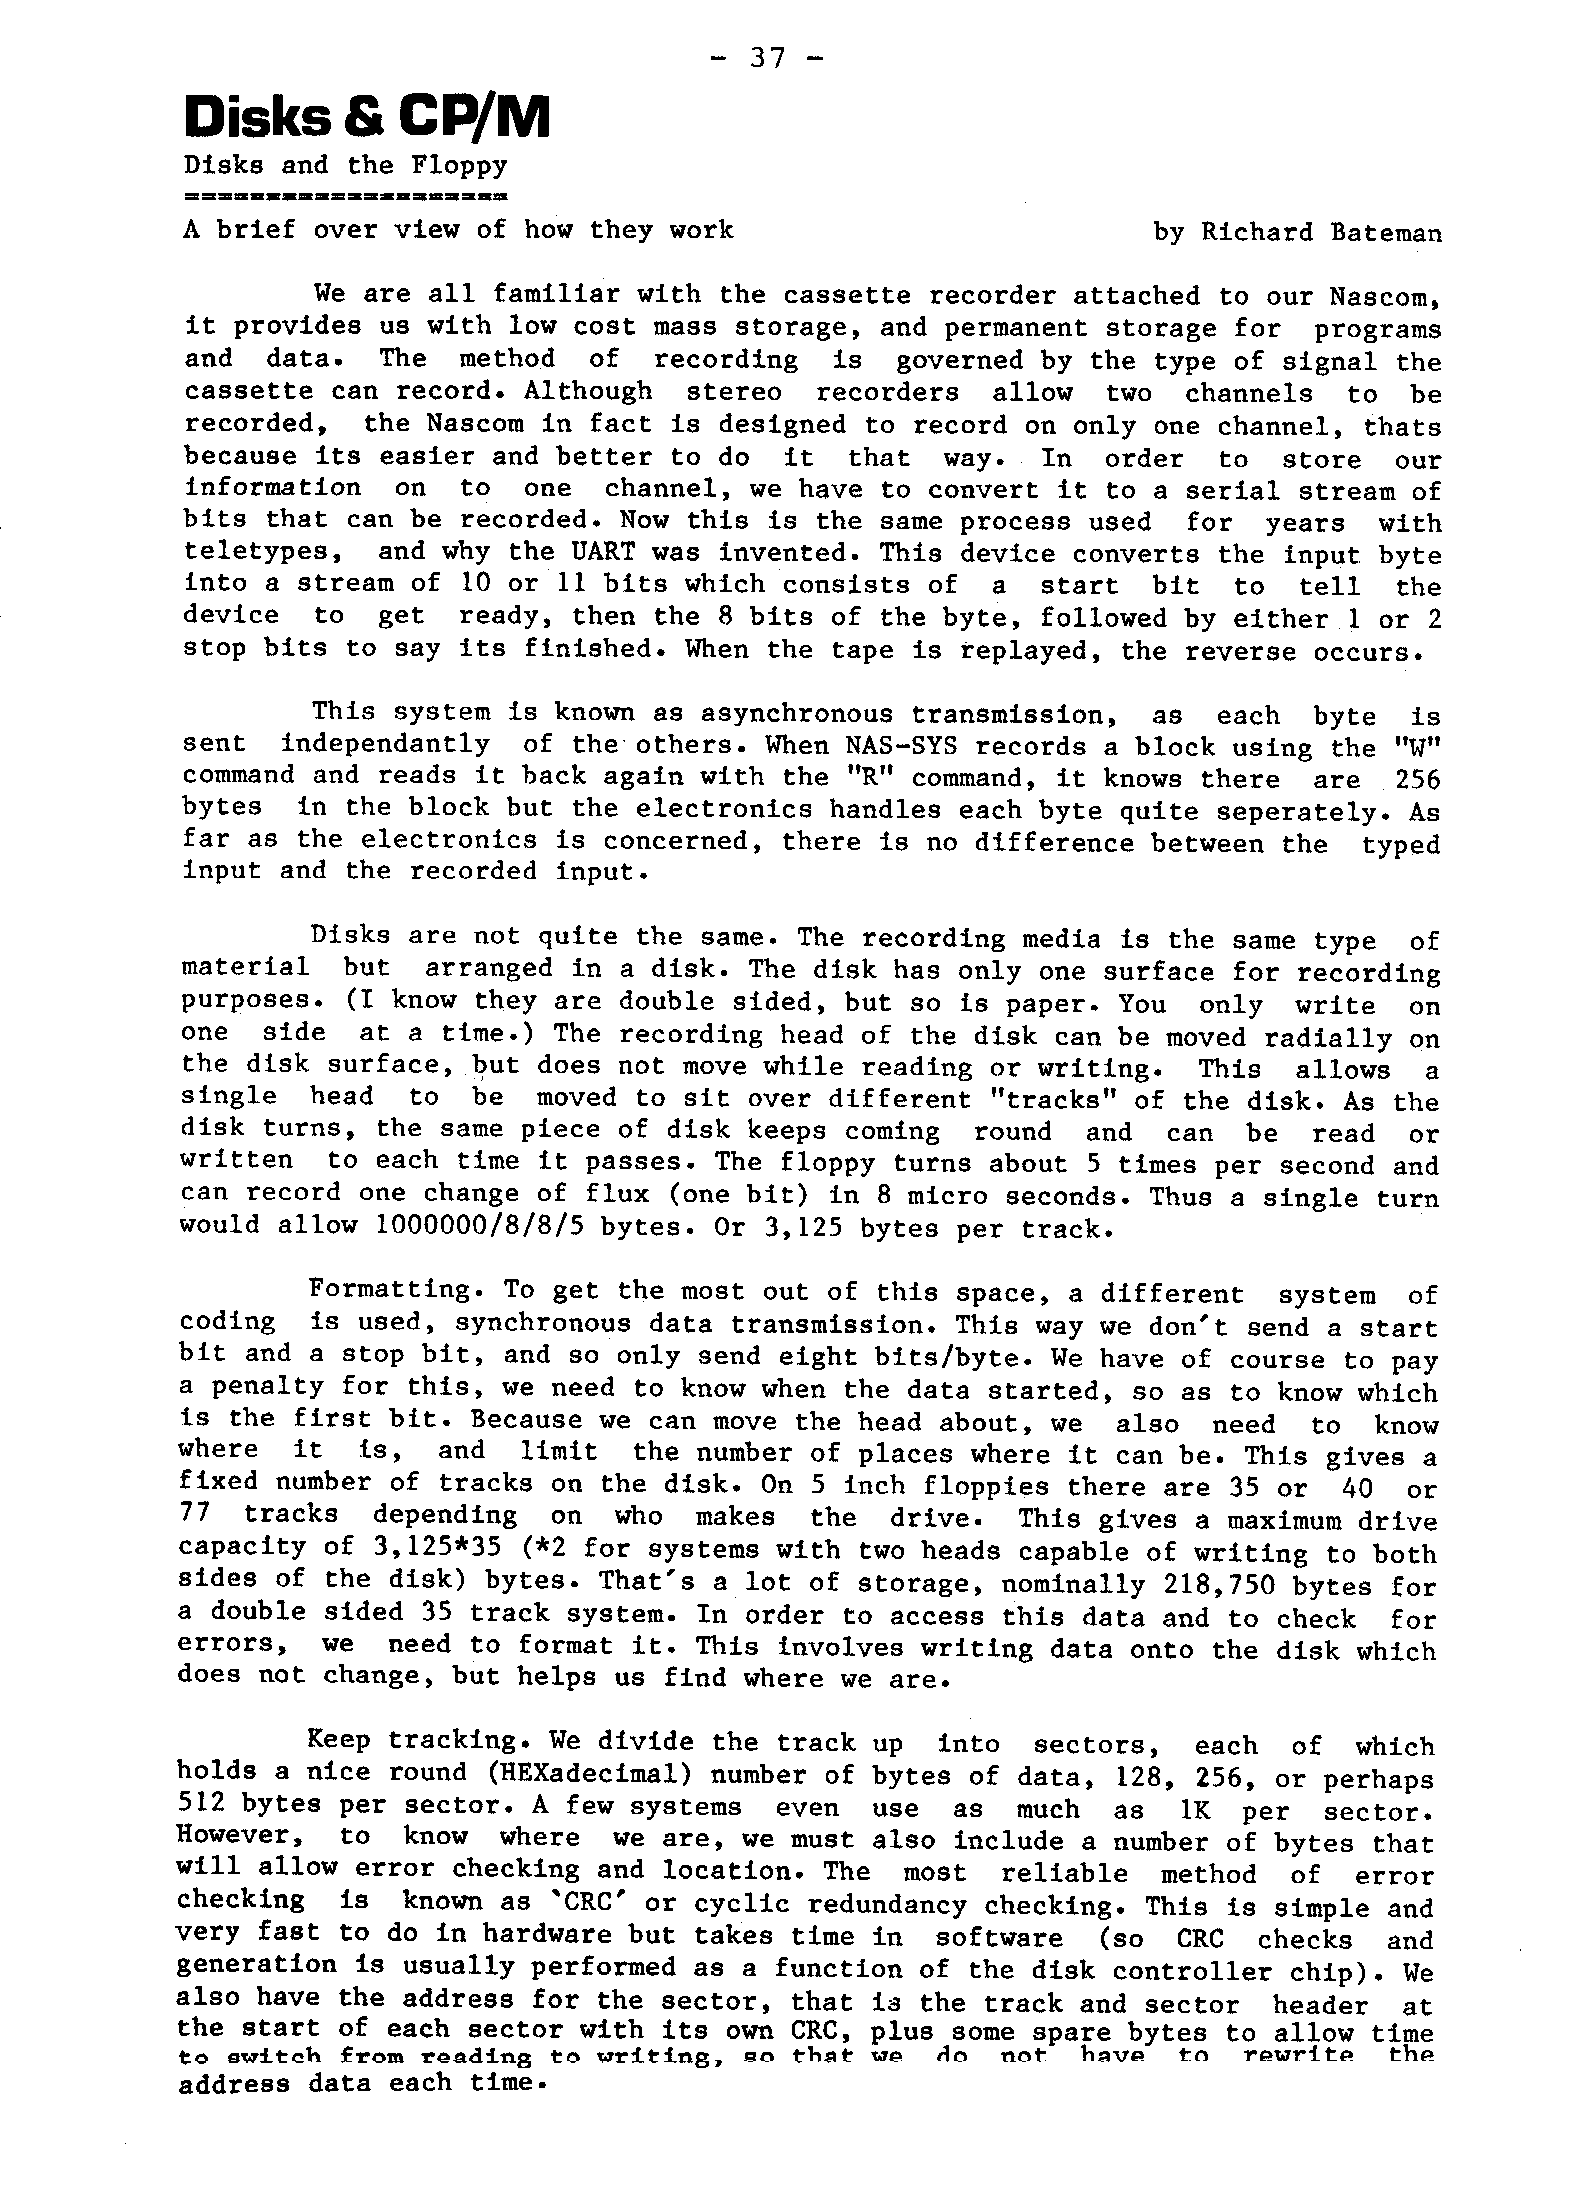 - 37 -
Disks & CP/M
Disks and the Floppy
====================
A brief over view of how they work by Richard Bateman
We are all familiar with the cassette recorder attached to our Nascom,
it provides us with low cost mass storage, and permanent storage for programs
and data. The method of recording is governed by the type of signal the
cassette can record. Although stereo recorders allow two channels to be
recorded, the Nascom in fact is designed to record on only one channel, thats
because its easier and better to do it that way. In order to store our
information on to one channel, we have to convert it to a serial stream of
bits that can be recorded. Now this is the same process used for years with
teletypes, and why the UART was invented. This device converts the input byte
into a stream of 10 or 11 bits which consists of a start bit to tell the
device to get ready, then the 8 bits of the byte, followed by either 1 or 2
stop bits to say its finished. When the tape is replayed, the reverse occurs.
This system is known as asynchronous transmission, as each byte is
sent independantly of the others. When NAS-SYS records a block using the "W"
command and reads it back again with the "R" command, it knows there are 256
bytes in the block but the electronics handles each byte quite seperately. As
far as the electronics is concerned, there is no difference between the typed
input and the recorded input.
Disks are not quite the same. The recording media is the same type of
material but arranged in a disk. The disk has only one surface for recording
purposes. (I know they are double sided, but so is paper. You only write on
one side at a time.) The recording head of the disk can be moved radially on
the disk surface, but does not move while reading or writing. This allows a
single head to be moved to sit over different "tracks" of the disk. As the
disk turns, the same piece of disk keeps coming round and can be read or
written to each time it passes. The floppy turns about 5 times per second and
can record one change of flux (one bit) in 8 micro seconds. Thus a single turn
would allow 1000000/8/8/5 bytes. Or 3,125 bytes per track.
Formatting. To get the most out of this space, a different system of
coding is used, synchronous data transmission. This way we don't send a start
bit and a stop bit, and so only send eight bits/byte. We have of course to pay
a penalty for this, we need to know when the data started, so as to know which
is the first bit. Because we can move the head about, we also need to know
where it is, and limit the number of places where it can be. This gives a
fixed number of tracks on the disk. On 5 inch floppies there are 35 or 40 or
77 tracks depending on who makes the drive. This gives a maximum drive
capacity of 3,125*35 (*2 for systems with two heads capable of writing to both
sides of the disk) bytes. That's a lot of storage, nominally 218,750 bytes for
a double sided 35 track system. In order to access this data and to check for
errors, we need to format it. This involves writing data onto the disk which
does not change, but helps us find where we are.
Keep tracking. We divide the track up into sectors, each of which
holds a nice round (HEXadecimal) number of bytes of data, 128, 256, or perhaps
512 bytes per sector. A few systems even use as much as 1K per sector.
However, to know where we are, we must also include a number of bytes that
will allow error checking and location. The most reliable method of error
checking is known as `CRC' or cyclic redundancy checking. This is simple and
very fast to do in hardware but takes time in software (so CRC checks and
generation is usually performed as a function of the disk controller chip). We
also have the address for the sector, that is the track and sector header at
the start of each sector with its own CRC, plus some spare bytes to allow time
to switch from reading to writing, so that we do not have to rewrite the
address data each time.